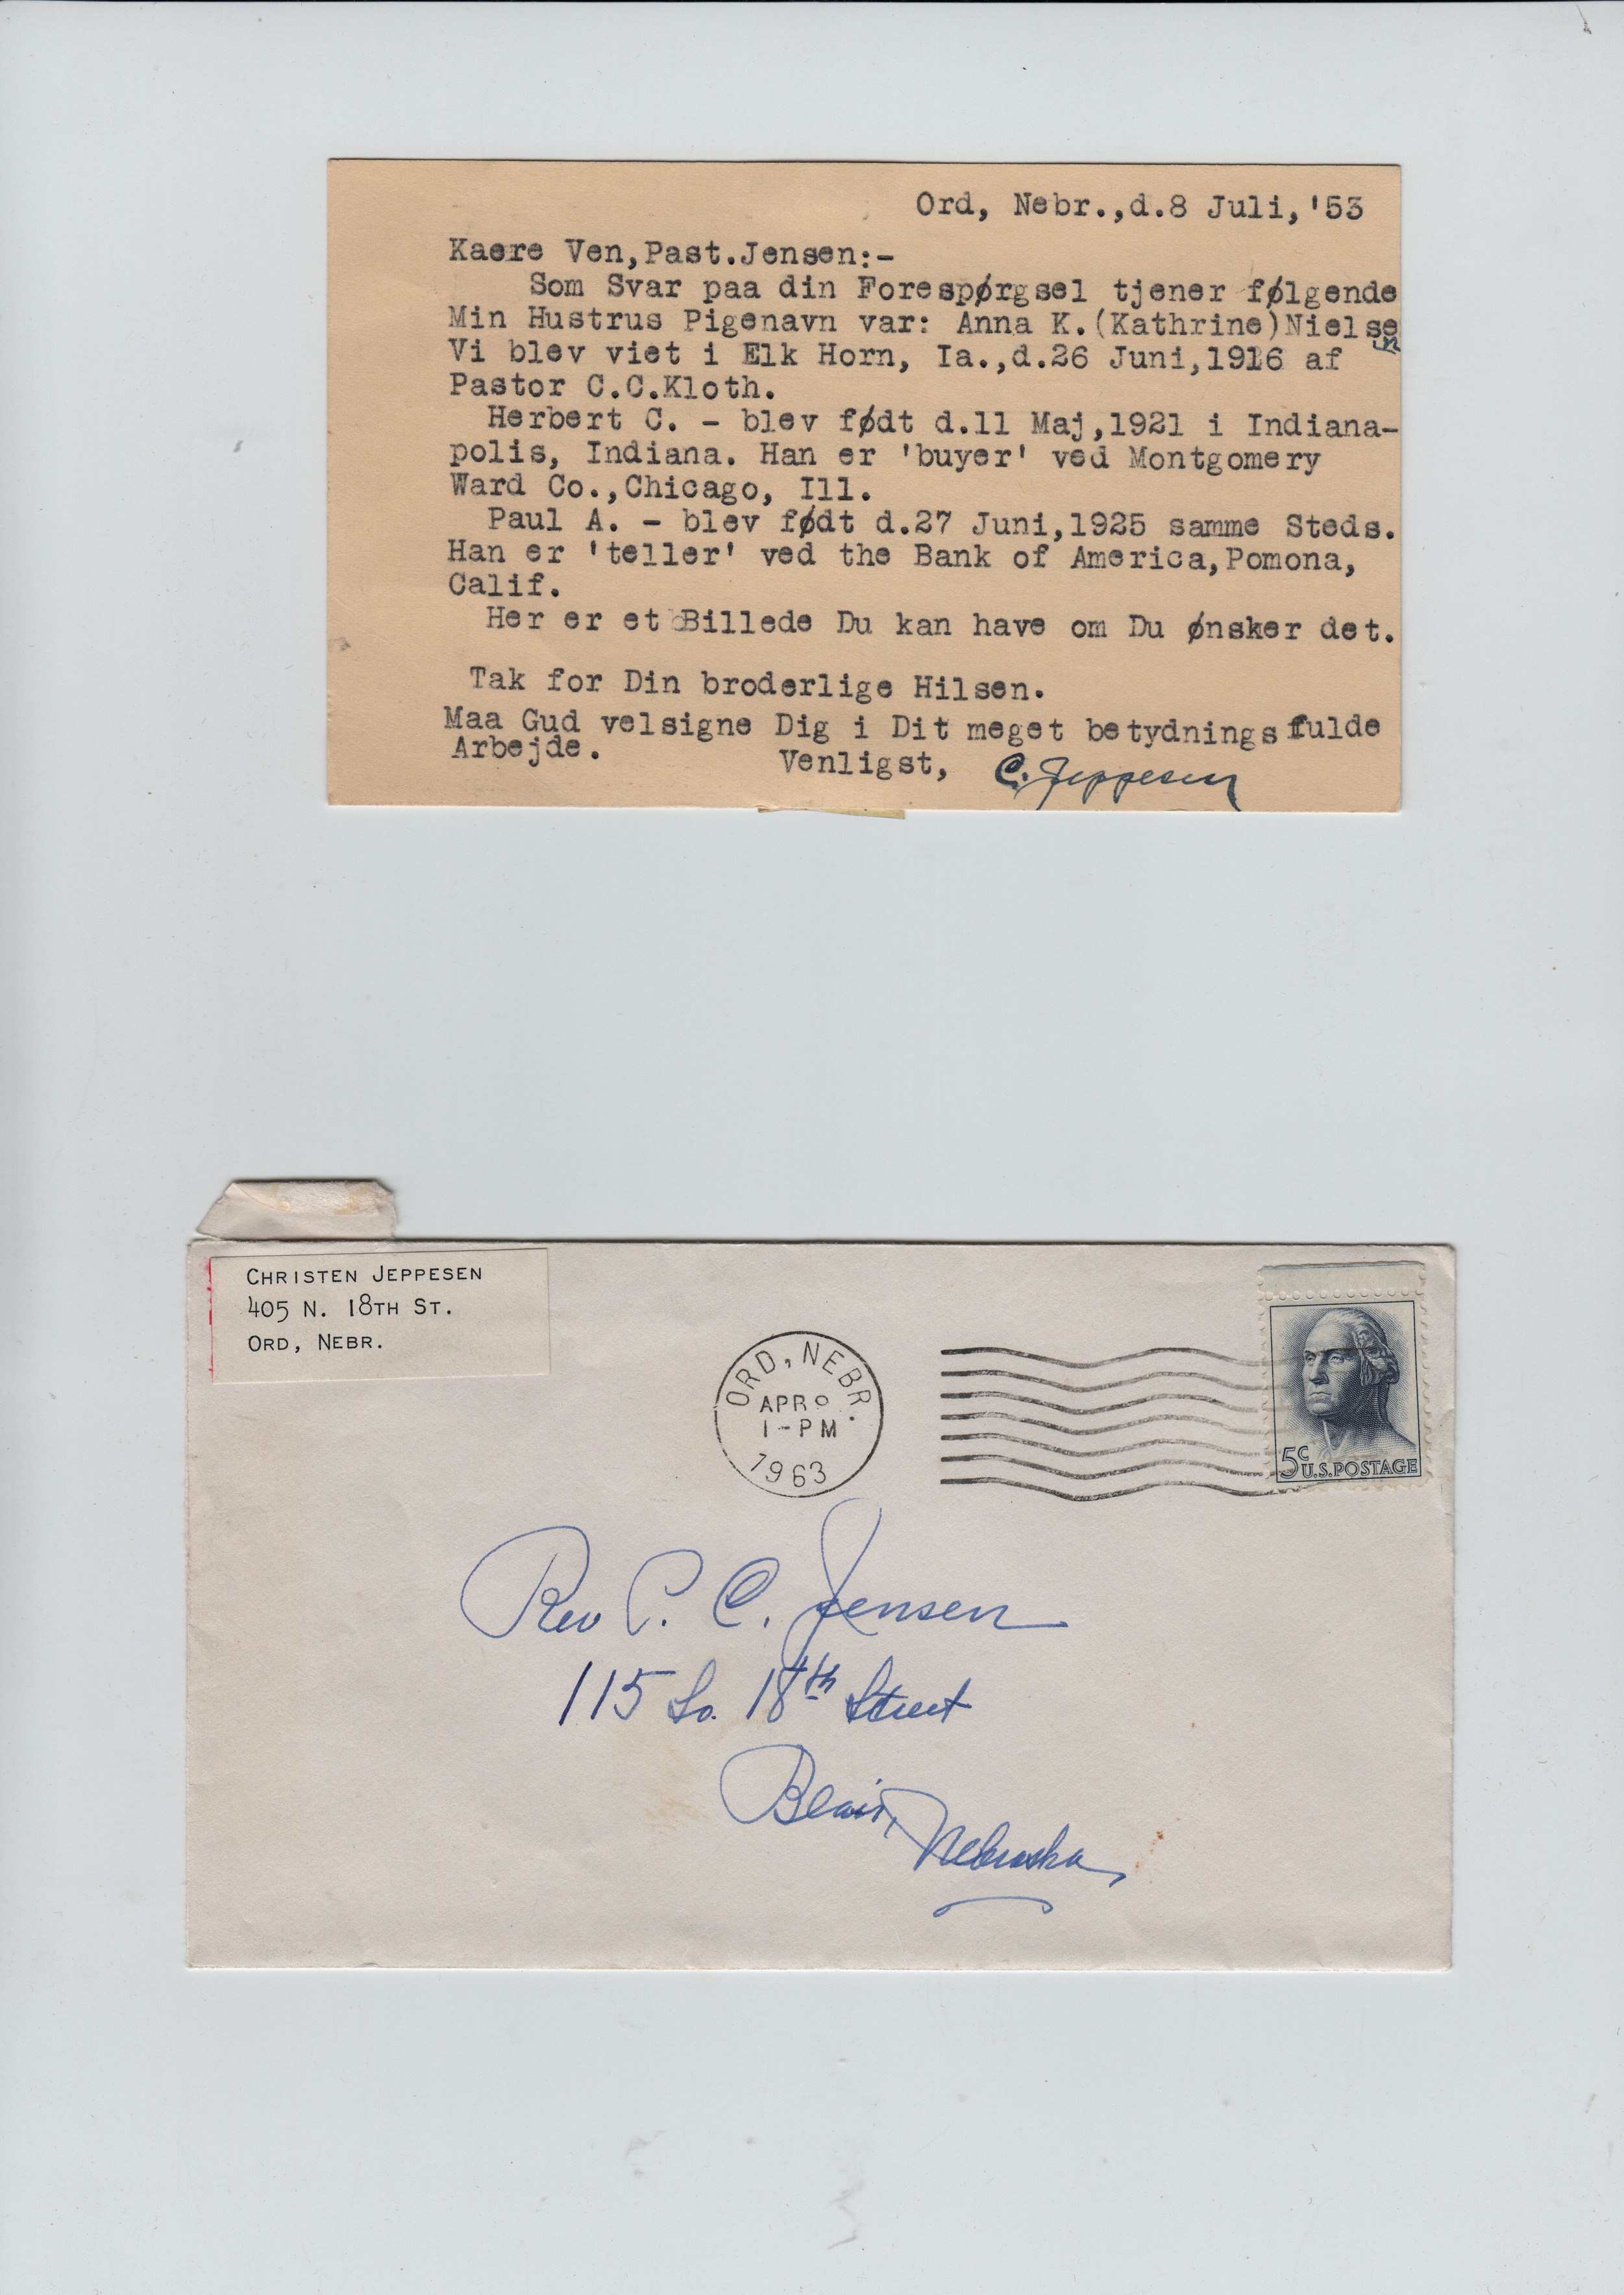 Ord, Nebr.,d.8 Juli,'53
Kaere Ven,Past.Jensen:-
Som Svar paa din Forespørgsel tjener følgende
Min Hustrus Pigenavn var: Anna K.(Kathrine)Nielsen
Vi blev viet i Elk Horn, Ia.,d.26 Juni,1916 af
Pastor C.C.Kloth.
Herbert C. - blev født d.11 Maj,1921 i Indiana-
polis, Indiana. Han er 'buyer' ved Montgomery
Ward Co.,Chicago, Ill.
Paul A. - blev født d.27 Juni,1925 samme Steds.
Han er 'teller' ved the Bank of America,Pomona,
Calif.
Her er et Billede Du kan have om Du ønsker det.
Tak for Din broderlige Hilsen.
Maa Gud velsigne Dig i Dit meget betydningsfulde
Arbejde. Venligst, C. Jeppesen
CHRISTEN JEPPESEN
405 N. 18TH ST.
ORD, NEBR.
ORD, NEBR.
APR
1-PM
1963
5c U.S.POSTAGE
Rev P. C. Jensen
115 So. 18th Street
Blair, Nebraska